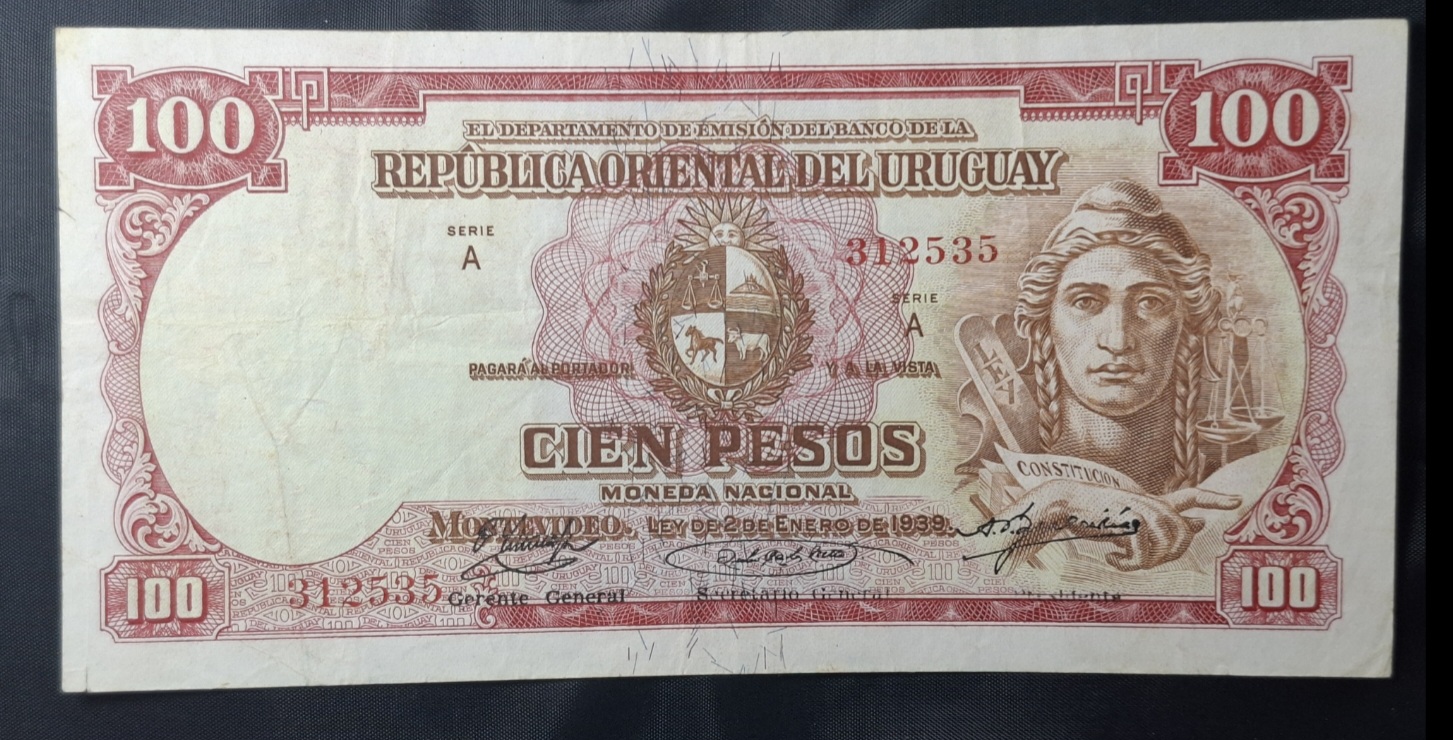 100
100
EL DEPARTAMENTO DE EMISIÓN DEL BANCO DE LA
REPÚBLICA ORIENTAL DEL URUGUAY
SERIE
A
312535
SERIE
A
LEY
PAGARÁ AL PORTADOR
Y A LA VISTA
CIEN PESOS
CONSTITUCION
MONEDA NACIONAL
MONTEVIDEO. LEY DE 2 DE ENERO DE 1939.
100
312535
Gerente General
Secretario General
Presidente
100